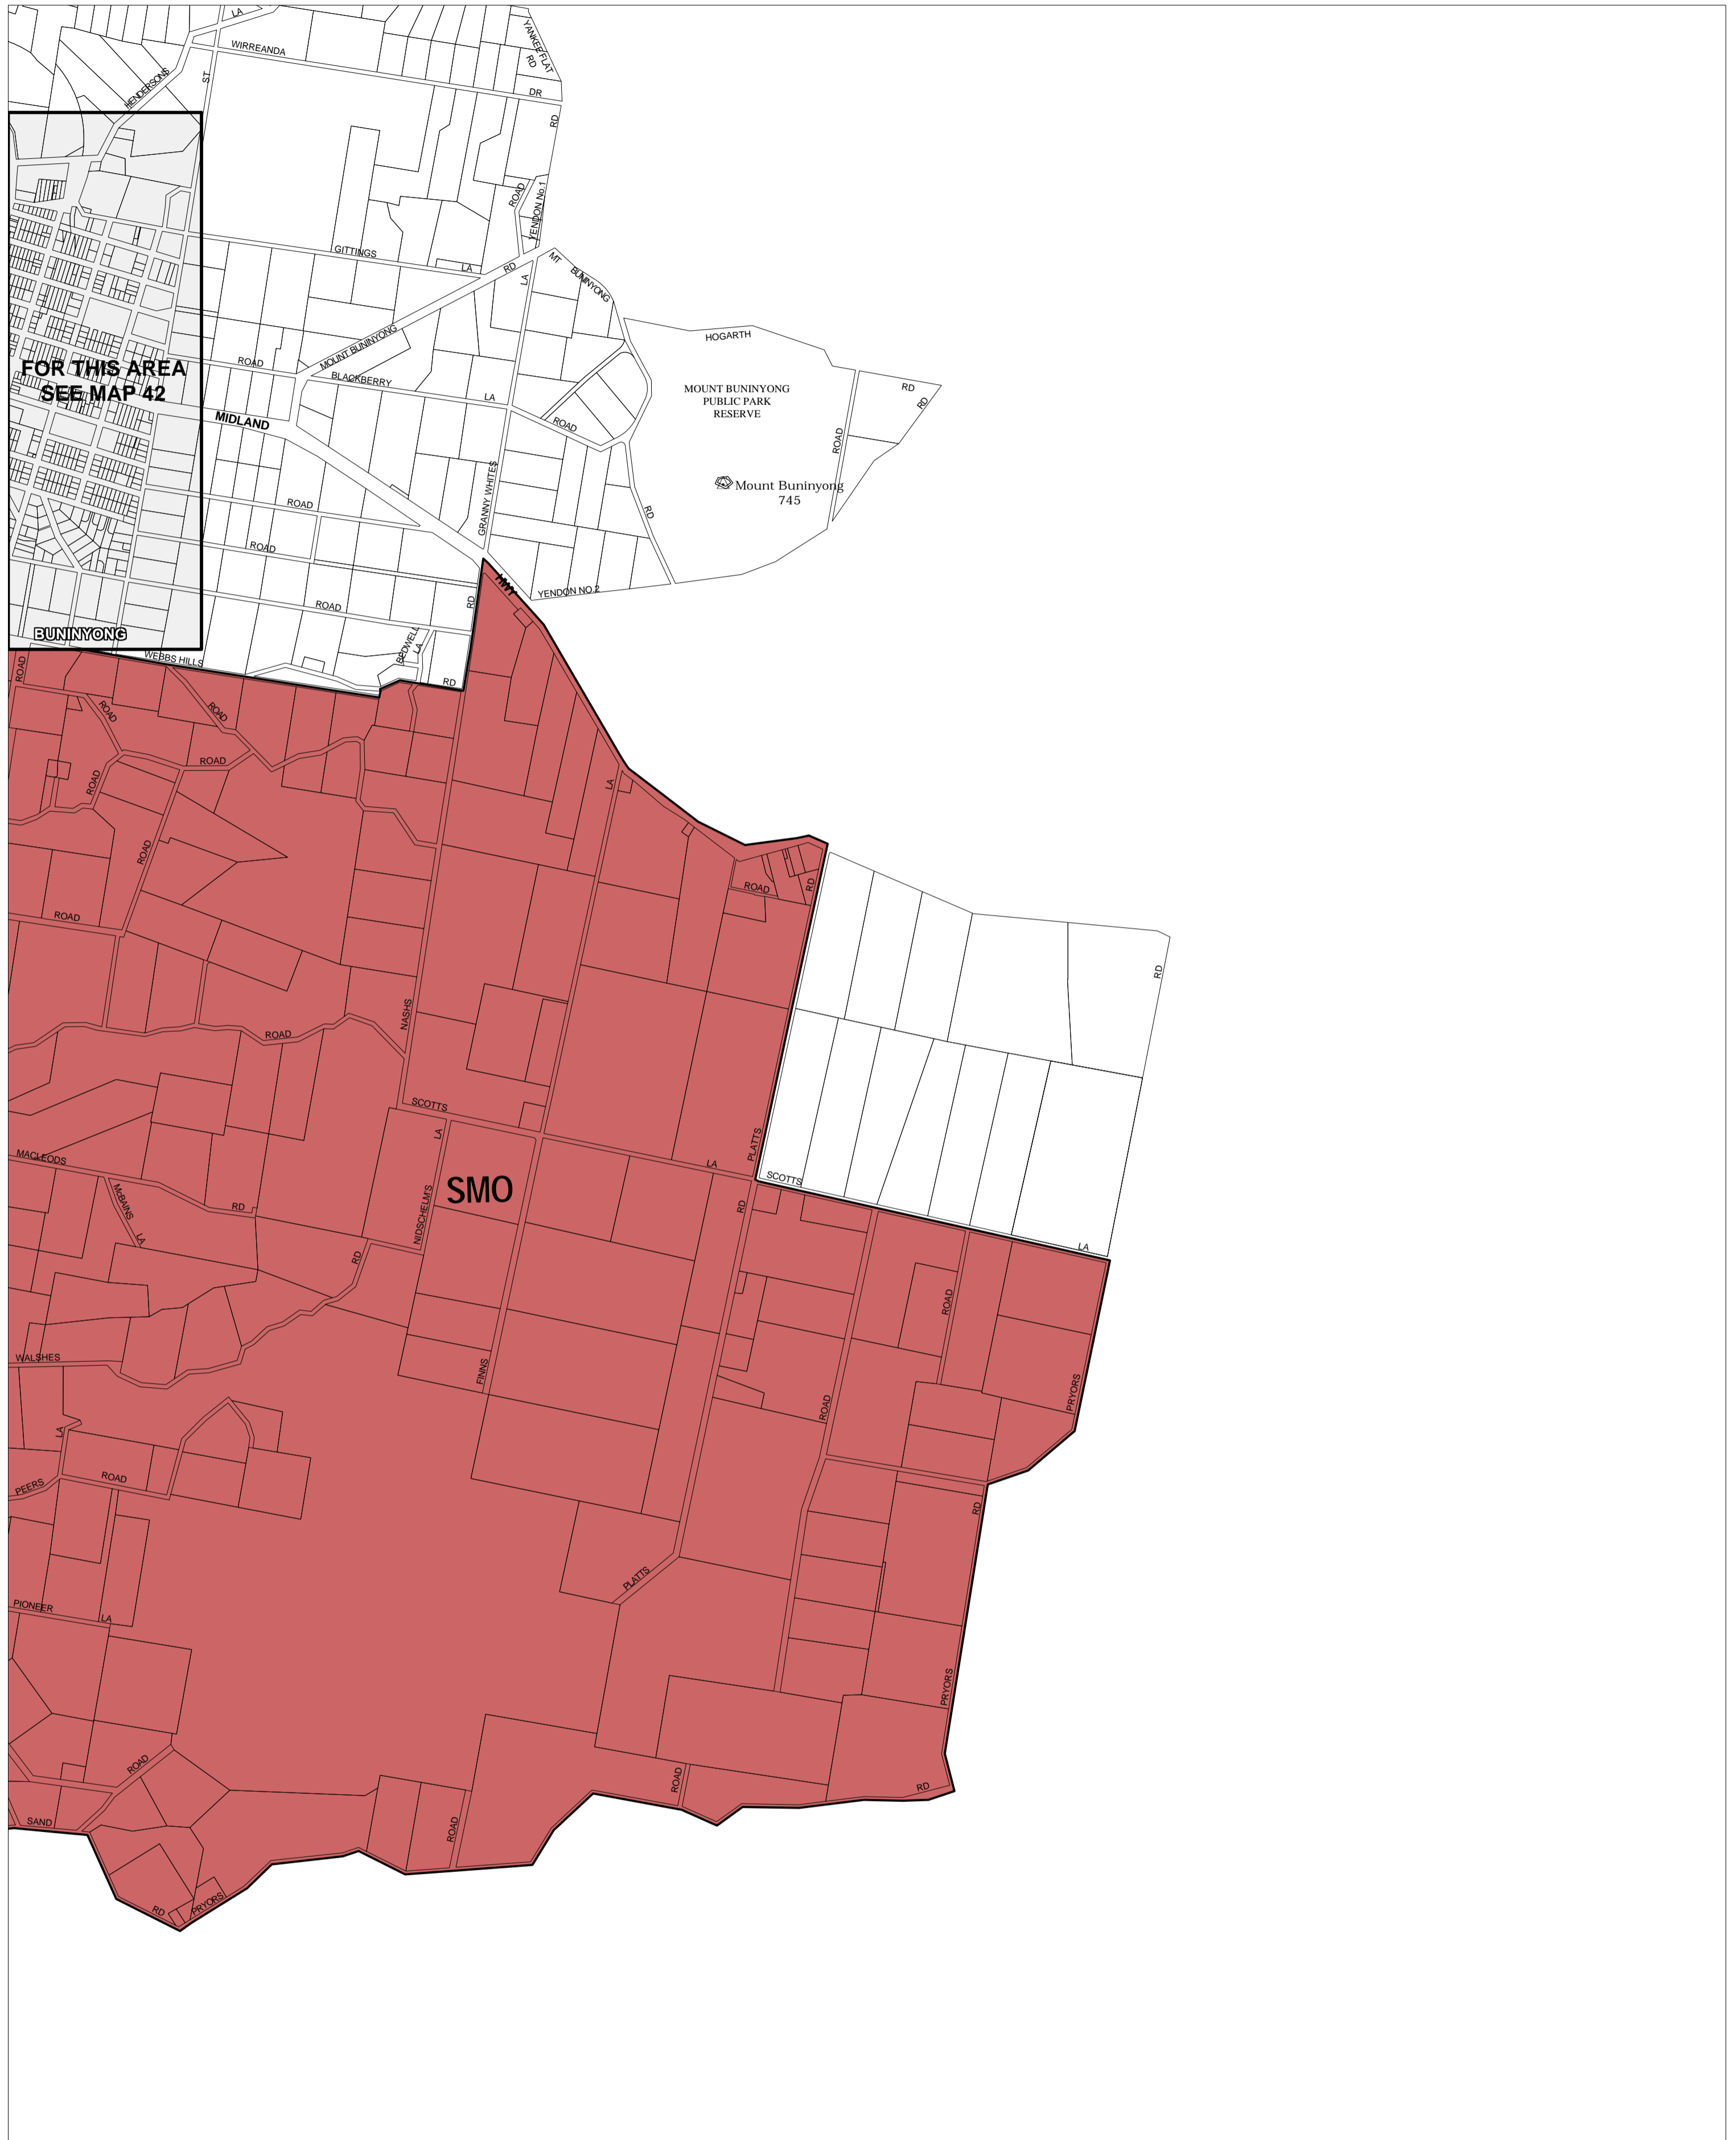 LA
YANKEE FLAT
RD
WIRREANDA
HENDERSONS
ST
DR
RD
ROAD
YENDON No.1
GITTINGS
LA
RD
MT
BUNINYONG
LA
HOGARTH
MOUNT BUNINYONG
ROAD
FOR THIS AREA
SEE MAP 42
BLACKBERRY
LA
MOUNT BUNINYONG
PUBLIC PARK
RESERVE
RD
RD
MIDLAND
ROAD
ROAD
GRANNY WHITES
Mount Buninyong
745
ROAD
RD
ROAD
HWY
YENDON NO.2
ROAD
RD
BUNINYONG
BEDWELL
LA
WEBBS HILLS
RD
ROAD
ROAD
ROAD
ROAD
ROAD
LA
ROAD
ROAD
RD
ROAD
RD
NASHS
ROAD
SCOTTS
LA
PLATTS
MACLEODS
LA
SCOTTS
SMO
McBAINS
LA
RD
NIDSCHELM'S
RD
RD
LA
ROAD
WALSHES
FINNS
ROAD
PRYORS
LA
PEERS
ROAD
RD
PLATTS
PIONEER
LA
PRYORS
ROAD
ROAD
RD
SAND
ROAD
RD
PRYORS